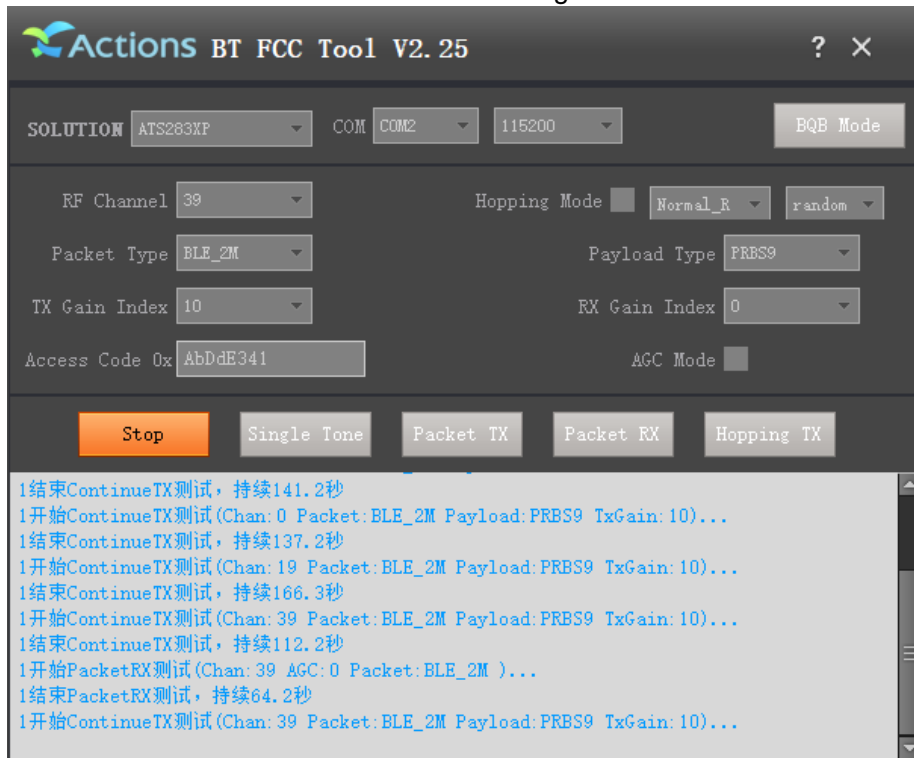 Actions BT FCC Tool V2.25 ? ×
SOLUTION ATS283XP COM COM2 115200 BQB Mode
RF Channel 39 Hopping Mode Normal_R random
Packet Type BLE_2M Payload Type PRBS9
TX Gain Index 10 RX Gain Index 0
Access Code 0x AbDdE341 AGC Mode
Stop Single Tone Packet TX Packet RX Hopping TX
1结束ContinueTX测试，持续141.2秒
1开始ContinueTX测试(Chan:0 Packet:BLE_2M Payload:PRBS9 TxGain:10)...
1结束ContinueTX测试，持续137.2秒
1开始ContinueTX测试(Chan:19 Packet:BLE_2M Payload:PRBS9 TxGain:10)...
1结束ContinueTX测试，持续166.3秒
1开始ContinueTX测试(Chan:39 Packet:BLE_2M Payload:PRBS9 TxGain:10)...
1结束ContinueTX测试，持续112.2秒
1开始PacketRX测试(Chan:39 AGC:0 Packet:BLE_2M )...
1结束PacketRX测试，持续64.2秒
1开始ContinueTX测试(Chan:39 Packet:BLE_2M Payload:PRBS9 TxGain:10)...